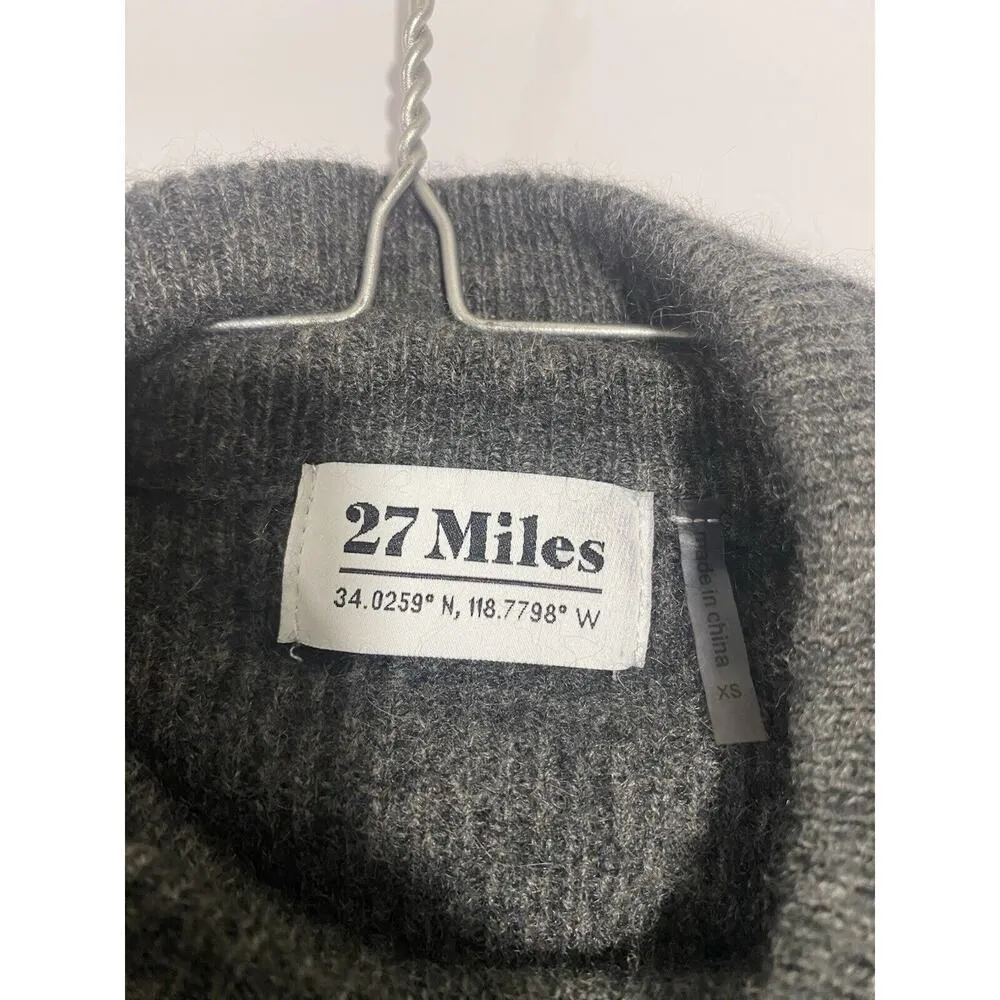 27 Miles
34.0259° N, 118.7798° W
made in china
XS